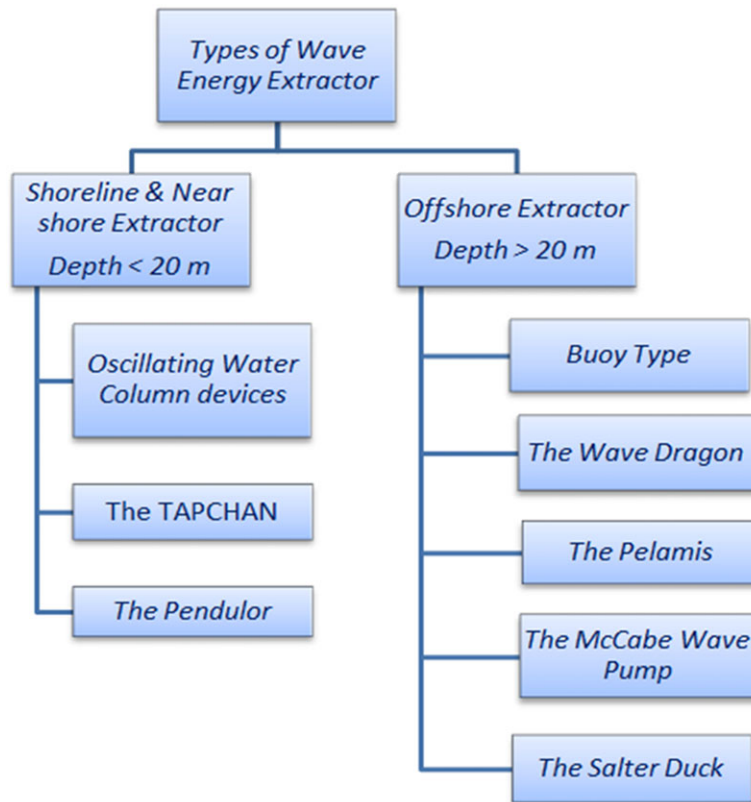 Types of Wave
Energy Extractor
Shoreline & Near
shore Extractor
Depth < 20 m
Oscillating Water
Column devices
The TAPCHAN
The Pendulor
Offshore Extractor
Depth > 20 m
Buoy Type
The Wave Dragon
The Pelamis
The McCabe Wave
Pump
The Salter Duck